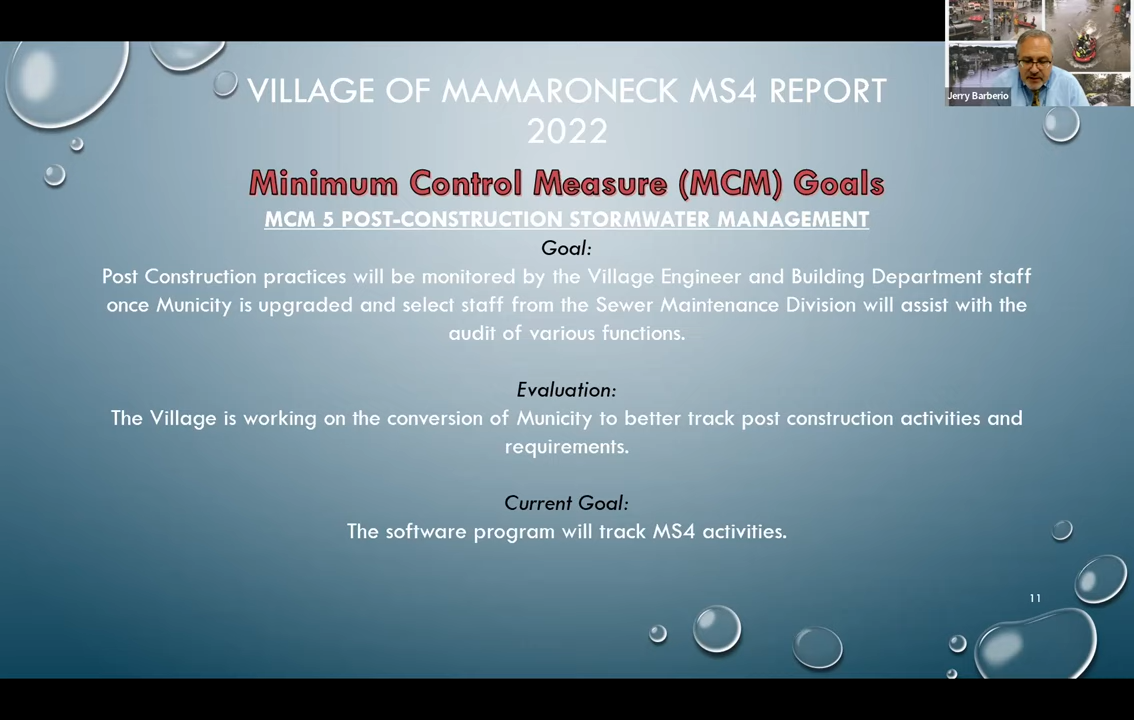 VILLAGE OF MAMARONECK MS4 REPORT
2022
Minimum Control Measure (MCM) Goals
MCM 5 POST-CONSTRUCTION STORMWATER MANAGEMENT
Goal:
Post Construction practices will be monitored by the Village Engineer and Building Department staff
once Municity is upgraded and select staff from the Sewer Maintenance Division will assist with the
audit of various functions.
Evaluation:
The Village is working on the conversion of Municity to better track post construction activities and
requirements.
Current Goal:
The software program will track MS4 activities.
11
Jerry Barberio